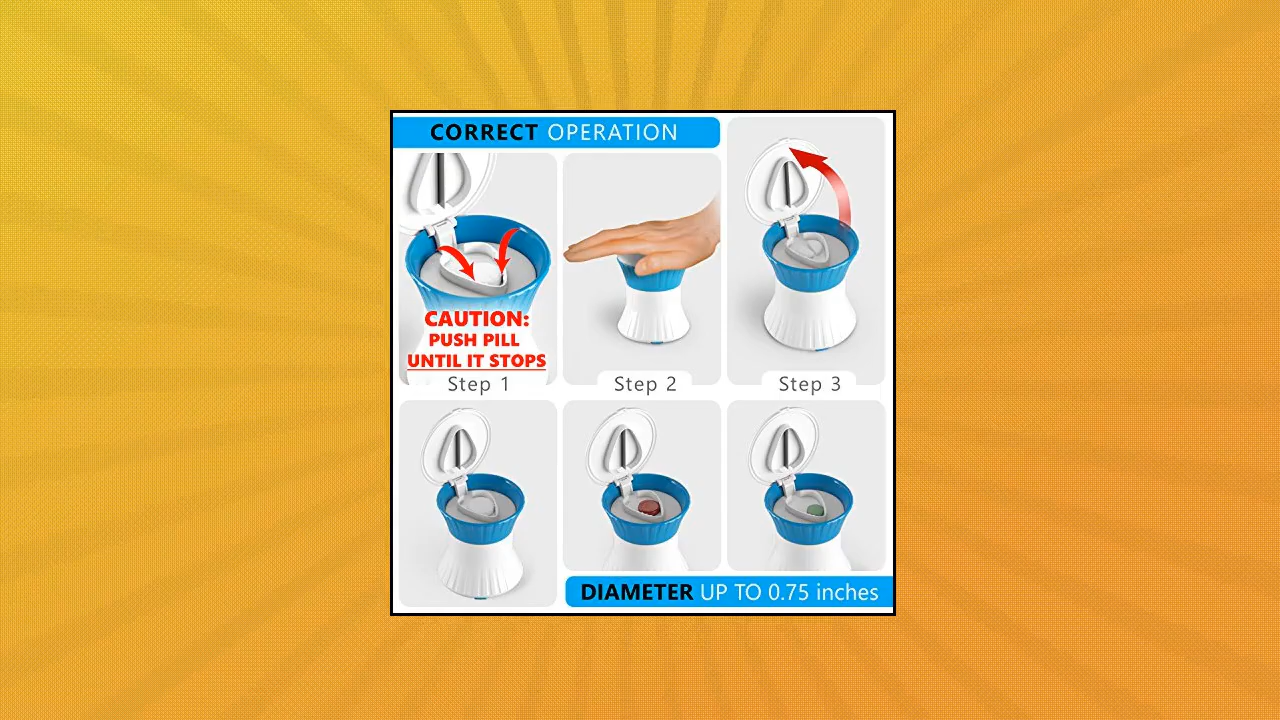 CORRECT OPERATION
CAUTION:
PUSH PILL
UNTIL IT STOPS
Step 1
Step 2
Step 3
DIAMETER UP TO 0.75 inches